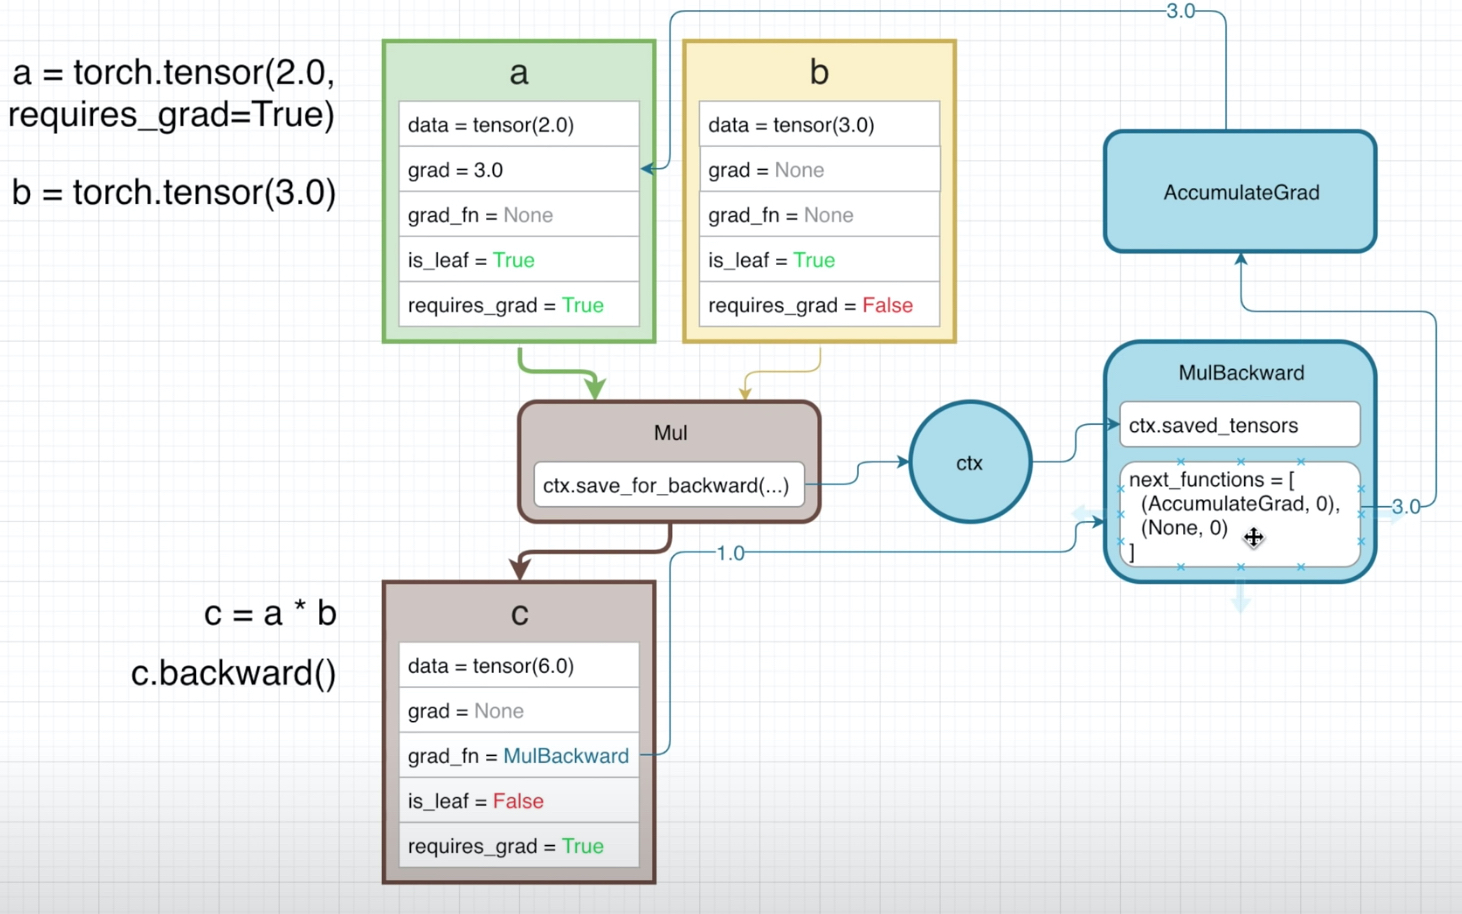 a = torch.tensor(2.0,
requires_grad=True)
b = torch.tensor(3.0)
a
data = tensor(2.0)
grad = 3.0
grad_fn = None
is_leaf = True
requires_grad = True
b
data = tensor(3.0)
grad = None
grad_fn = None
is_leaf = True
requires_grad = False
3.0
AccumulateGrad
Mul
ctx.save_for_backward(...)
ctx
MulBackward
ctx.saved_tensors
next_functions = [
(AccumulateGrad, 0),
(None, 0)
]
3.0
1.0
c = a * b
c.backward()
c
data = tensor(6.0)
grad = None
grad_fn = MulBackward
is_leaf = False
requires_grad = True